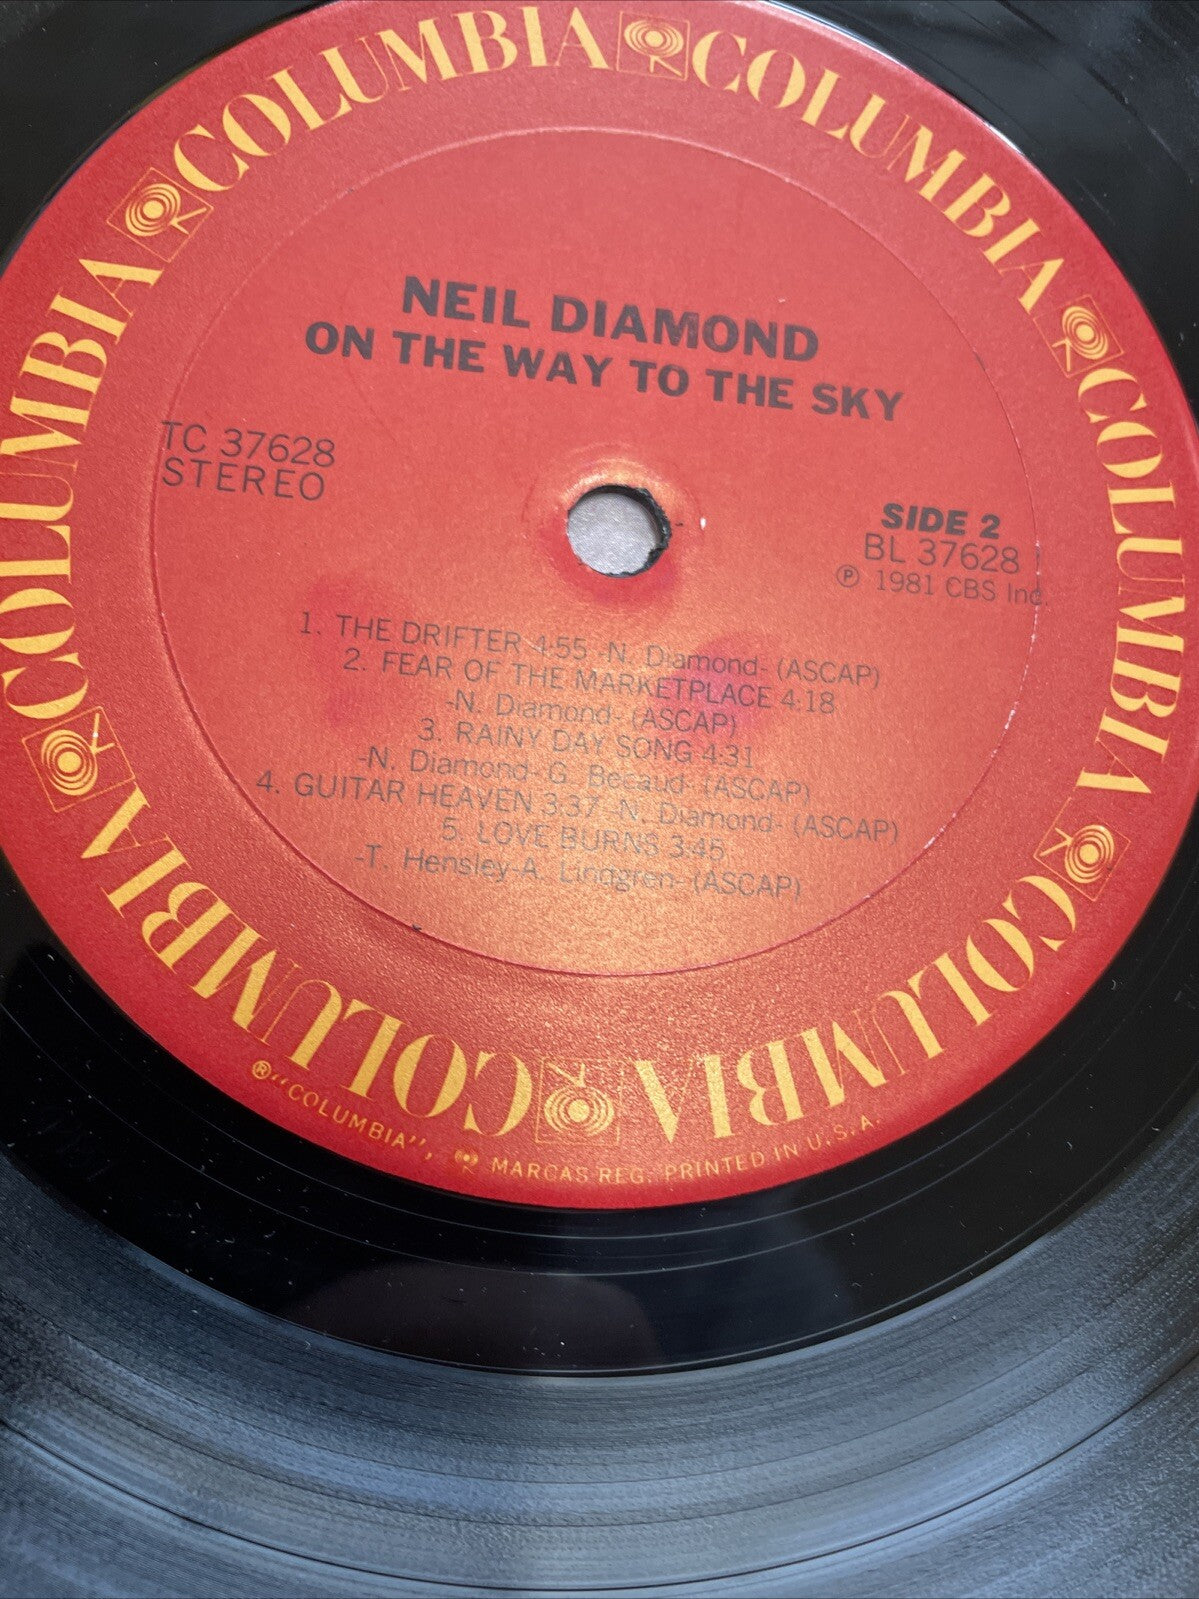 COLUMBIA COLUMBIA COLUMBIA COLUMBIA COLUMBIA COLUMBIA
NEIL DIAMOND
ON THE WAY TO THE SKY
TC 37628
STEREO
SIDE 2
BL 37628
℗ 1981 CBS Inc.
1. THE DRIFTER 4:55 -N. Diamond- (ASCAP)
2. FEAR OF THE MARKETPLACE 4:18
-N. Diamond- (ASCAP)
3. RAINY DAY SONG 4:31
-N. Diamond- G. Becaud- (ASCAP)
4. GUITAR HEAVEN 3:37 -N. Diamond- (ASCAP)
5. LOVE BURNS 3:45
-T. Hensley-A. Lindgren- (ASCAP)
® "COLUMBIA", MARCAS REG. PRINTED IN U.S.A.